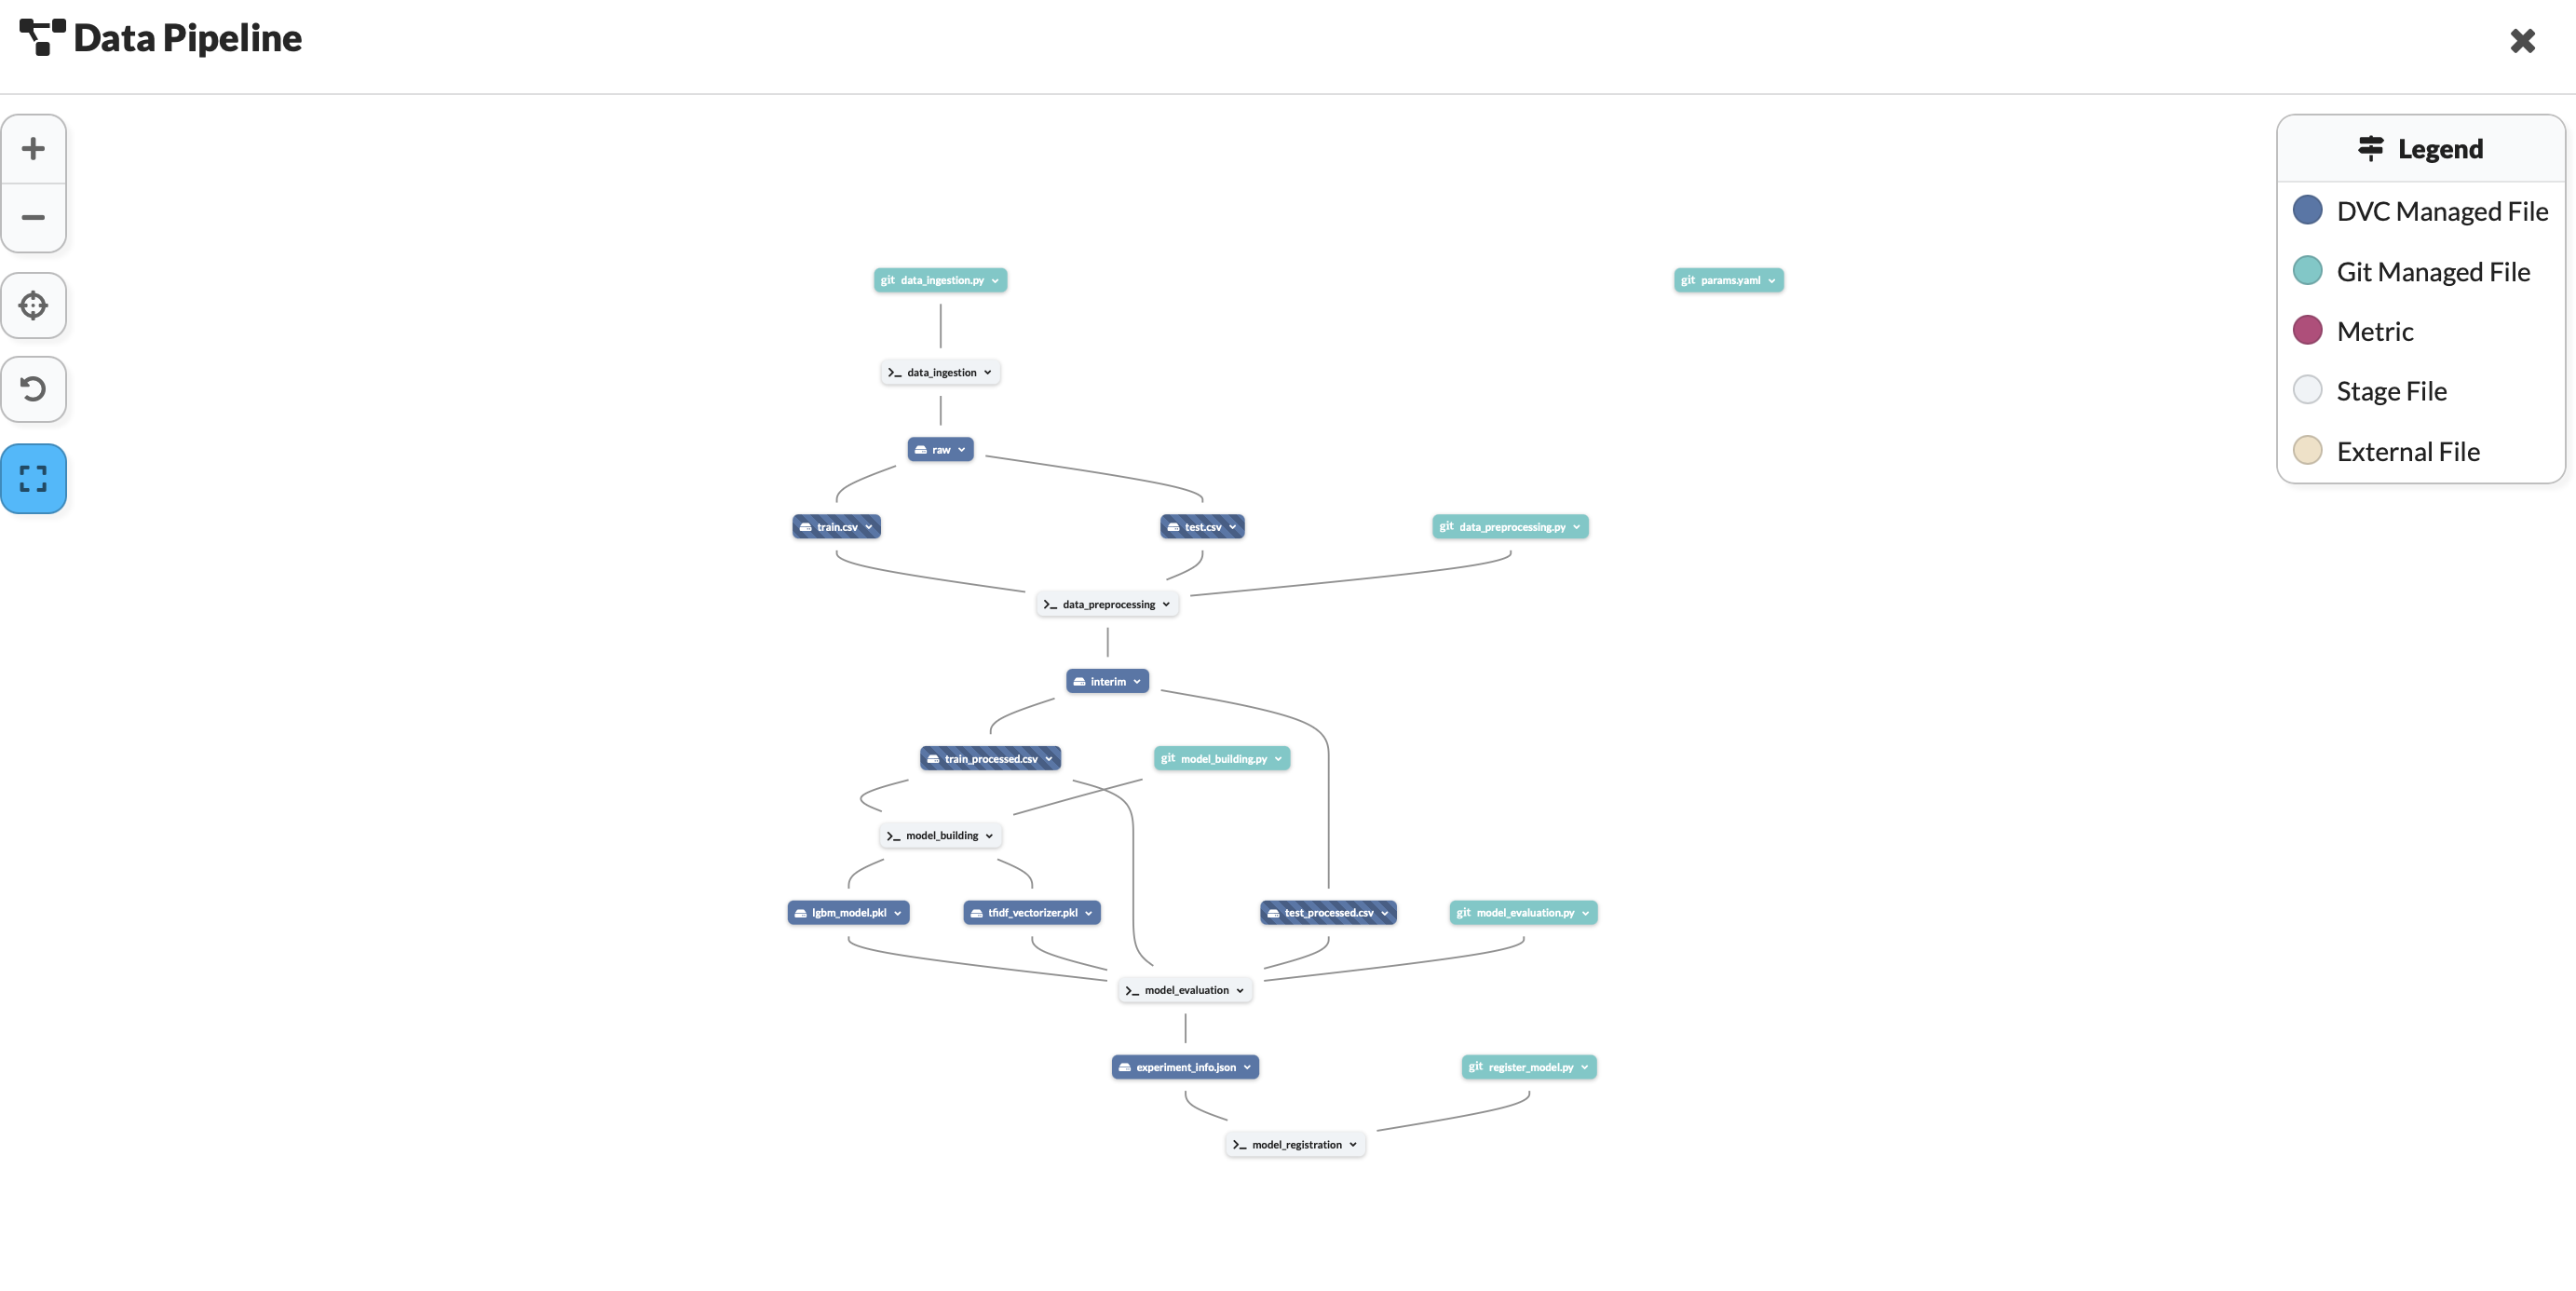 Data Pipeline
Legend
DVC Managed File
Git Managed File
Metric
Stage File
External File
git data_ingestion.py
git params.yaml
>_ data_ingestion
raw
train.csv
test.csv
git data_preprocessing.py
>_ data_preprocessing
interim
train_processed.csv
git model_building.py
>_ model_building
lgbm_model.pkl
tfidf_vectorizer.pkl
test_processed.csv
git model_evaluation.py
>_ model_evaluation
experiment_info.json
git register_model.py
>_ model_registration